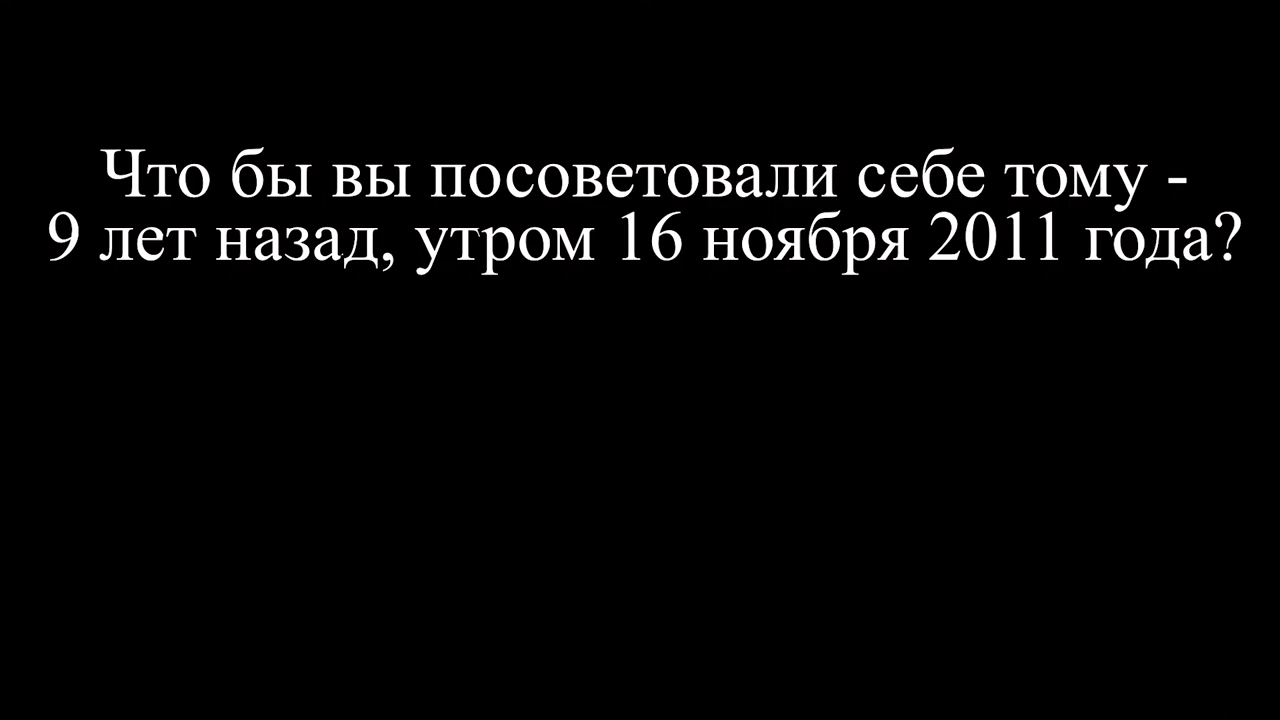 Что бы вы посоветовали себе тому -
9 лет назад, утром 16 ноября 2011 года?